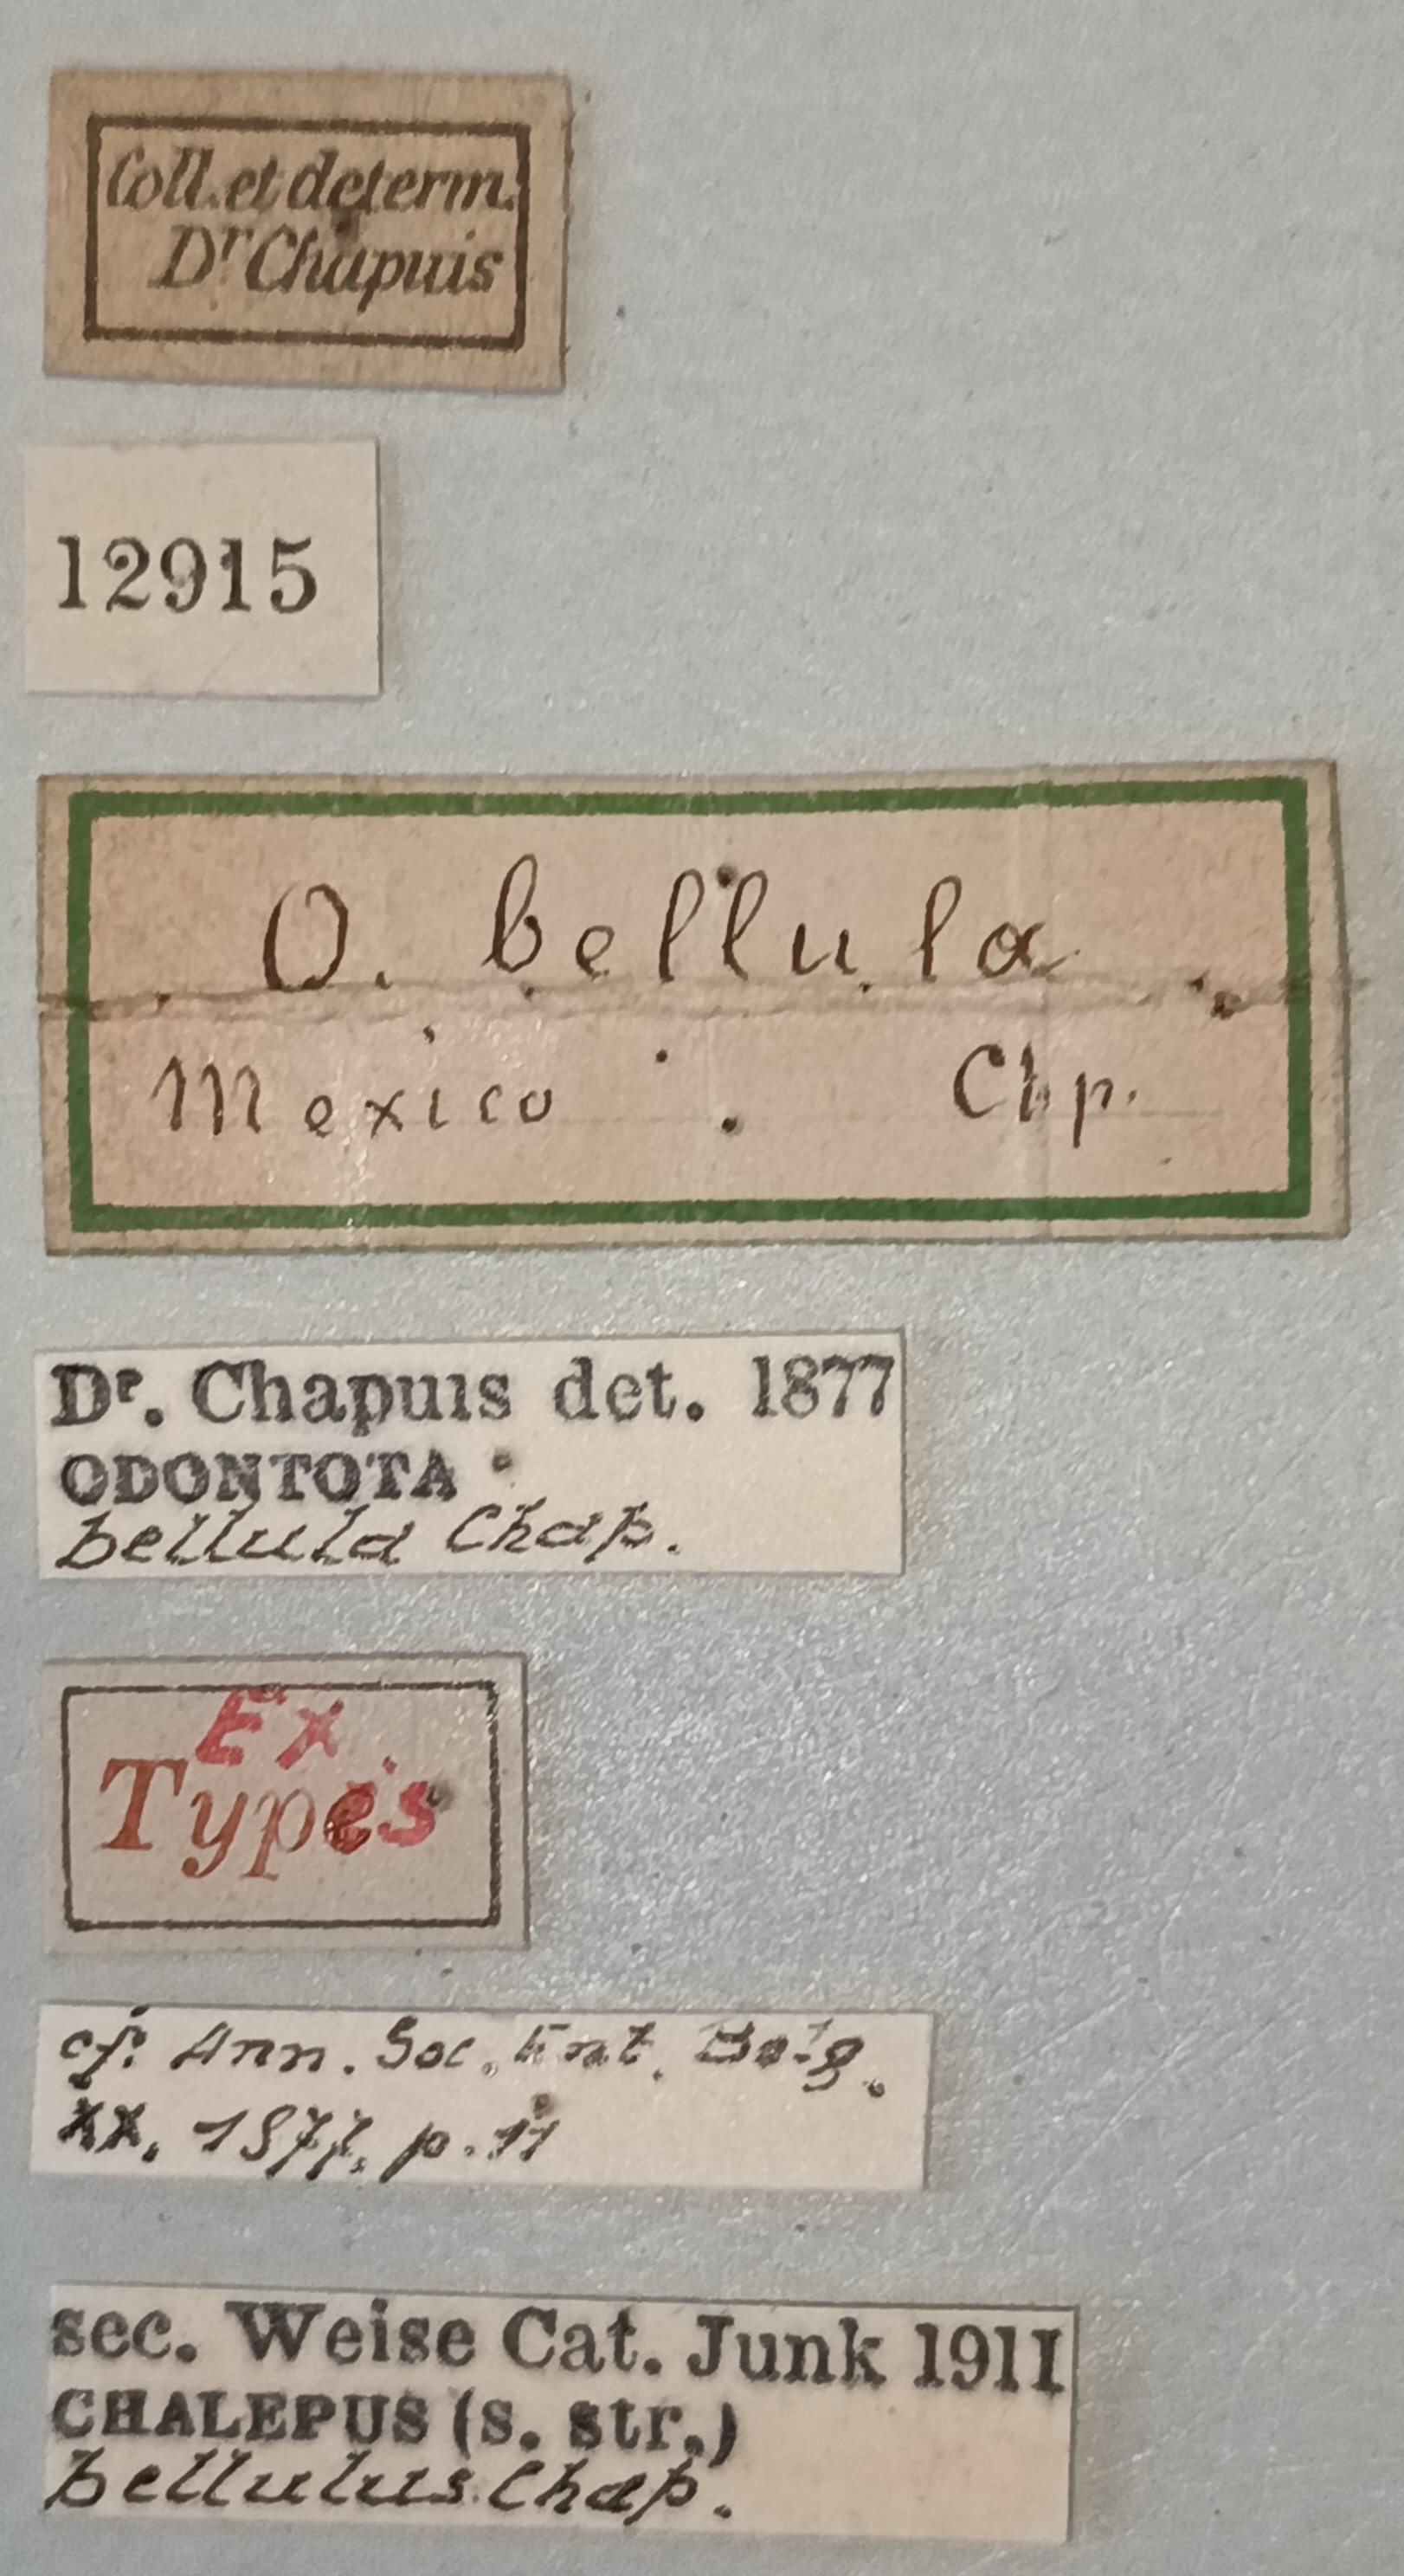 Coll. et determ.
Dr Chapuis
12915
O. bellula
Mexico . Chp.
Dr. Chapuis det. 1877
ODONTOTA
bellula Chap.
Ex
Types
cf. Ann. Soc. Ent. Belg.
XX, 1877, p. 11
sec. Weise Cat. Junk 1911
CHALEPUS (s. str.)
bellulus Chap.